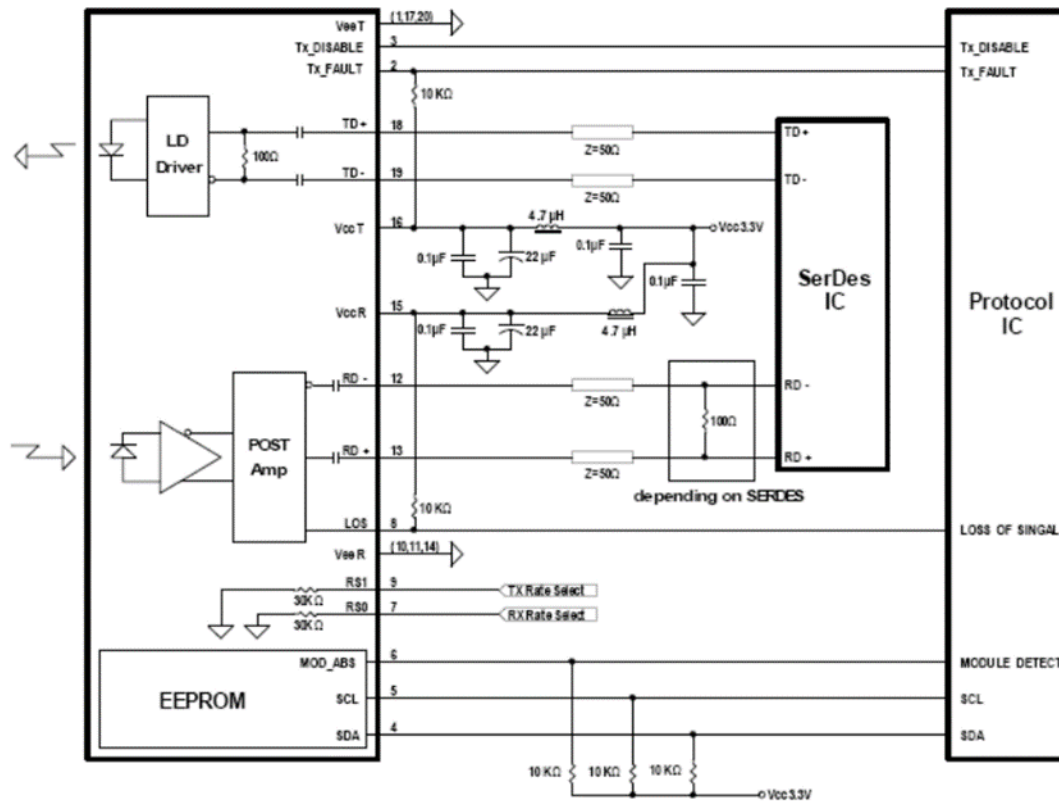 VeeT (1,17,20)
Tx_DISABLE 3 Tx_DISABLE
Tx_FAULT 2 Tx_FAULT
10 KΩ
LD
Driver
100Ω
TD+ 18 Z=50Ω TD+
TD- 19 Z=50Ω TD-
VccT 16 4.7 µH Vcc3.3V
0.1µF 22 µF 0.1µF 0.1µF
SerDes
IC
Protocol
IC
VccR 15
0.1µF 22 µF 4.7 µH
RD - 12 Z=50Ω RD -
100Ω
POST
Amp
RD + 13 Z=50Ω RD +
depending on SERDES
10 KΩ
LOS 8 LOSS OF SINGAL
VeeR (10,11,14)
RS1 9 TX Rate Select
30KΩ
RS0 7 RX Rate Select
30KΩ
MOD_ABS 6 MODULE DETECT
EEPROM
SCL 5 SCL
SDA 4 SDA
10 KΩ 10 KΩ 10 KΩ
Vcc3.3V